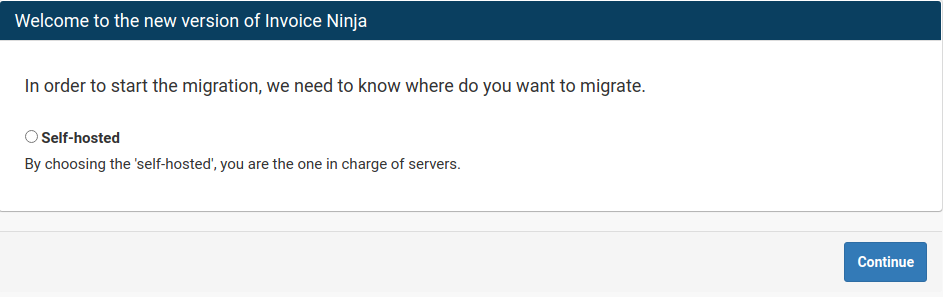 Welcome to the new version of Invoice Ninja
In order to start the migration, we need to know where do you want to migrate.
Self-hosted
By choosing the 'self-hosted', you are the one in charge of servers.
Continue